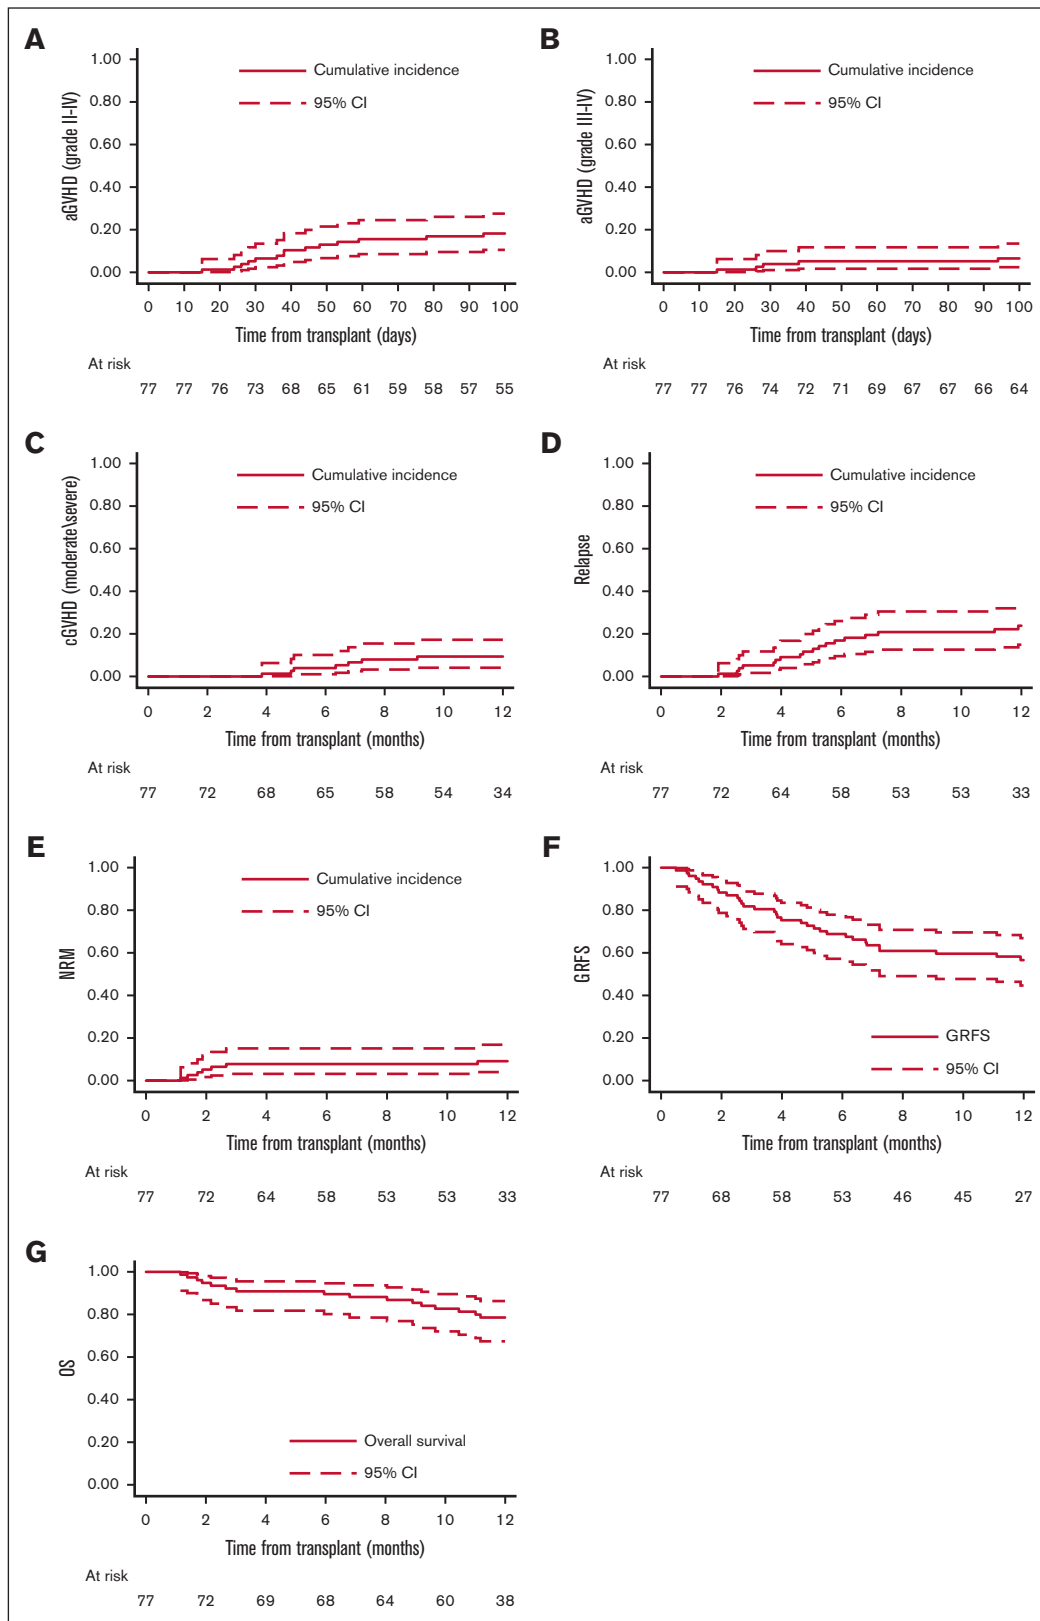 A
aGVHD (grade II-IV)
1.00
0.80
0.60
0.40
0.20
0.00
Cumulative incidence
95% CI
0 10 20 30 40 50 60 70 80 90 100
Time from transplant (days)
At risk
77 77 76 73 68 65 61 59 58 57 55
B
aGVHD (grade III-IV)
1.00
0.80
0.60
0.40
0.20
0.00
Cumulative incidence
95% CI
0 10 20 30 40 50 60 70 80 90 100
Time from transplant (days)
At risk
77 77 76 74 72 71 69 67 67 66 64
C
cGVHD (moderate\severe)
1.00
0.80
0.60
0.40
0.20
0.00
Cumulative incidence
95% CI
0 2 4 6 8 10 12
Time from transplant (months)
At risk
77 72 68 65 58 54 34
D
Relapse
1.00
0.80
0.60
0.40
0.20
0.00
Cumulative incidence
95% CI
0 2 4 6 8 10 12
Time from transplant (months)
At risk
77 72 64 58 53 53 33
E
NRM
1.00
0.80
0.60
0.40
0.20
0.00
Cumulative incidence
95% CI
0 2 4 6 8 10 12
Time from transplant (months)
At risk
77 72 64 58 53 53 33
F
GRFS
1.00
0.80
0.60
0.40
0.20
0.00
GRFS
95% CI
0 2 4 6 8 10 12
Time from transplant (months)
At risk
77 68 58 53 46 45 27
G
OS
1.00
0.80
0.60
0.40
0.20
0.00
Overall survival
95% CI
0 2 4 6 8 10 12
Time from transplant (months)
At risk
77 72 69 68 64 60 38